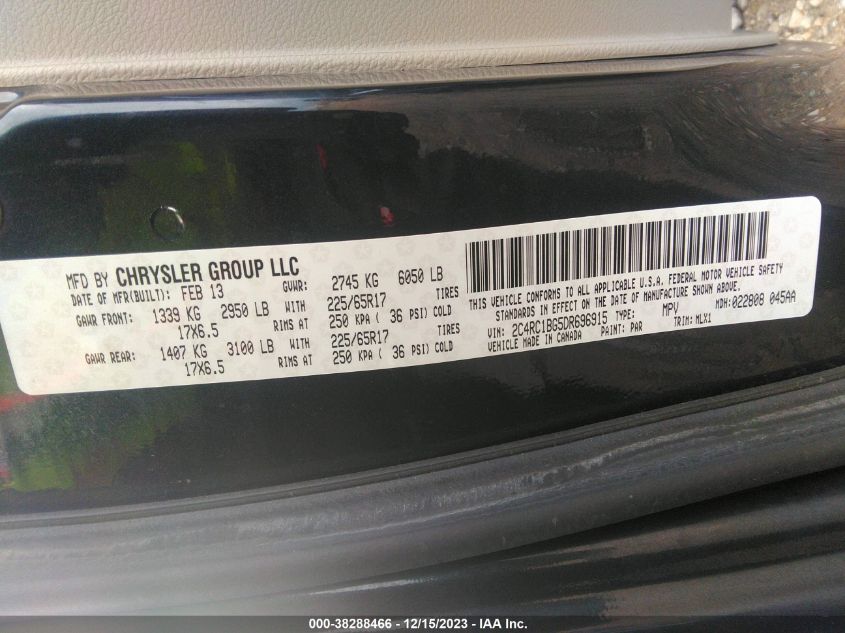 MFD BY CHRYSLER GROUP LLC
DATE OF MFR(BUILT): FEB 13 GVWR: 2745 KG 6050 LB
GAWR FRONT: 1339 KG 2950 LB WITH 225/65R17 TIRES
17X6.5 RIMS AT 250 KPA ( 36 PSI) COLD
GAWR REAR: 1407 KG 3100 LB WITH 225/65R17 TIRES
17X6.5 RIMS AT 250 KPA ( 36 PSI) COLD
THIS VEHICLE CONFORMS TO ALL APPLICABLE U.S.A. FEDERAL MOTOR VEHICLE SAFETY
STANDARDS IN EFFECT ON THE DATE OF MANUFACTURE SHOWN ABOVE.
VIN: 2C4RC1BG5DR696915 TYPE: MPV MDH: 022808 045AA
VEHICLE MADE IN CANADA PAINT: PAR TRIM: MLX1
000-38288466 - 12/15/2023 - IAA Inc.